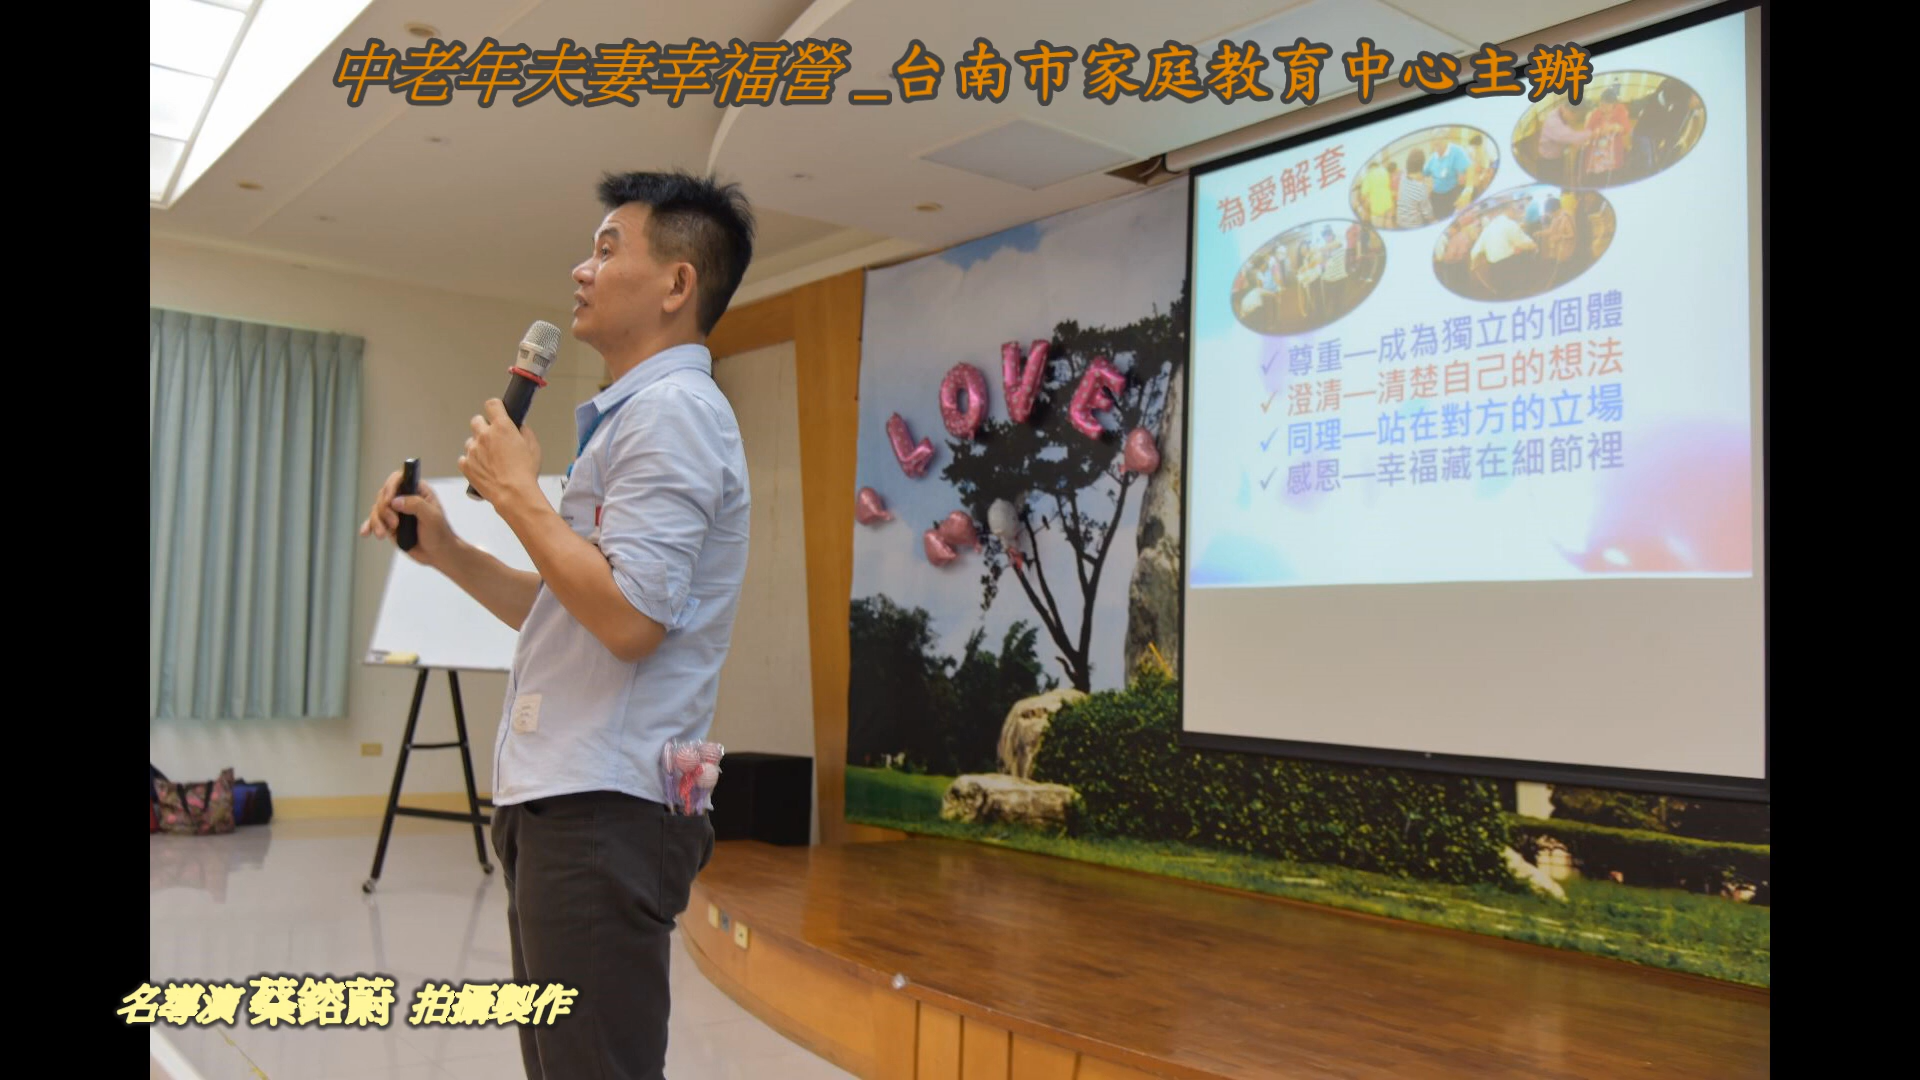 中老年夫妻幸福營_台南市家庭教育中心主辦
為愛解套
LOVE
✓尊重—成為獨立的個體
✓澄清—清楚自己的想法
✓同理—站在對方的立場
✓感恩—幸福藏在細節裡
名導演 蔡鎔蔚 拍攝製作